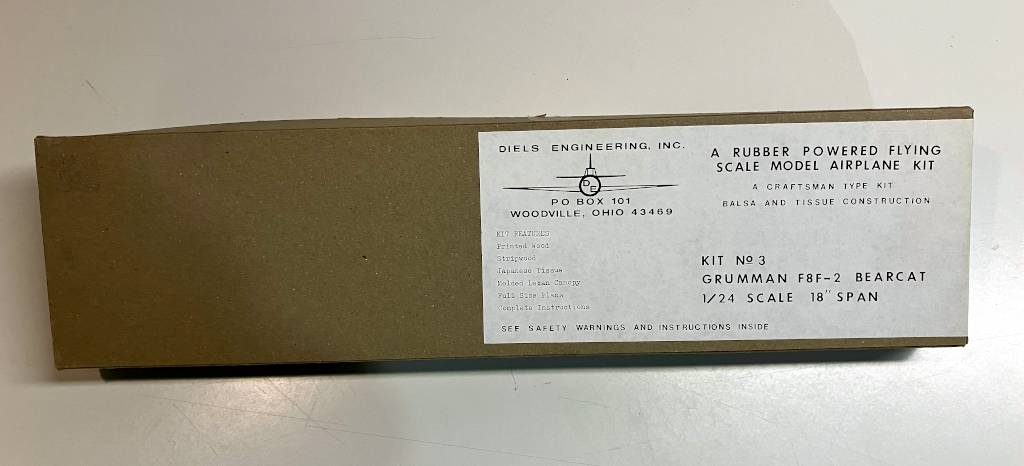 DIELS ENGINEERING, INC.
D E
PO BOX 101
WOODVILLE, OHIO 43469
KIT FEATURES
Printed Wood
Stripwood
Japanese Tissue
Molded Lexan Canopy
Full Size Plans
Complete Instructions
SEE SAFETY WARNINGS AND INSTRUCTIONS INSIDE
A RUBBER POWERED FLYING
SCALE MODEL AIRPLANE KIT
A CRAFTSMAN TYPE KIT
BALSA AND TISSUE CONSTRUCTION
KIT Nº 3
GRUMMAN F8F-2 BEARCAT
1/24 SCALE 18" SPAN